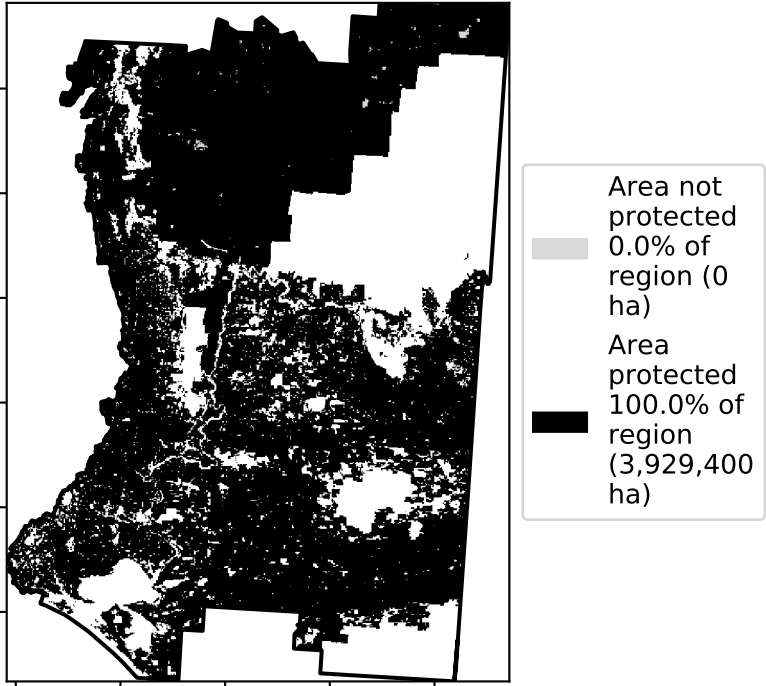 Area not
protected
0.0% of
region (0
ha)
Area
protected
100.0% of
region
(3,929,400
ha)